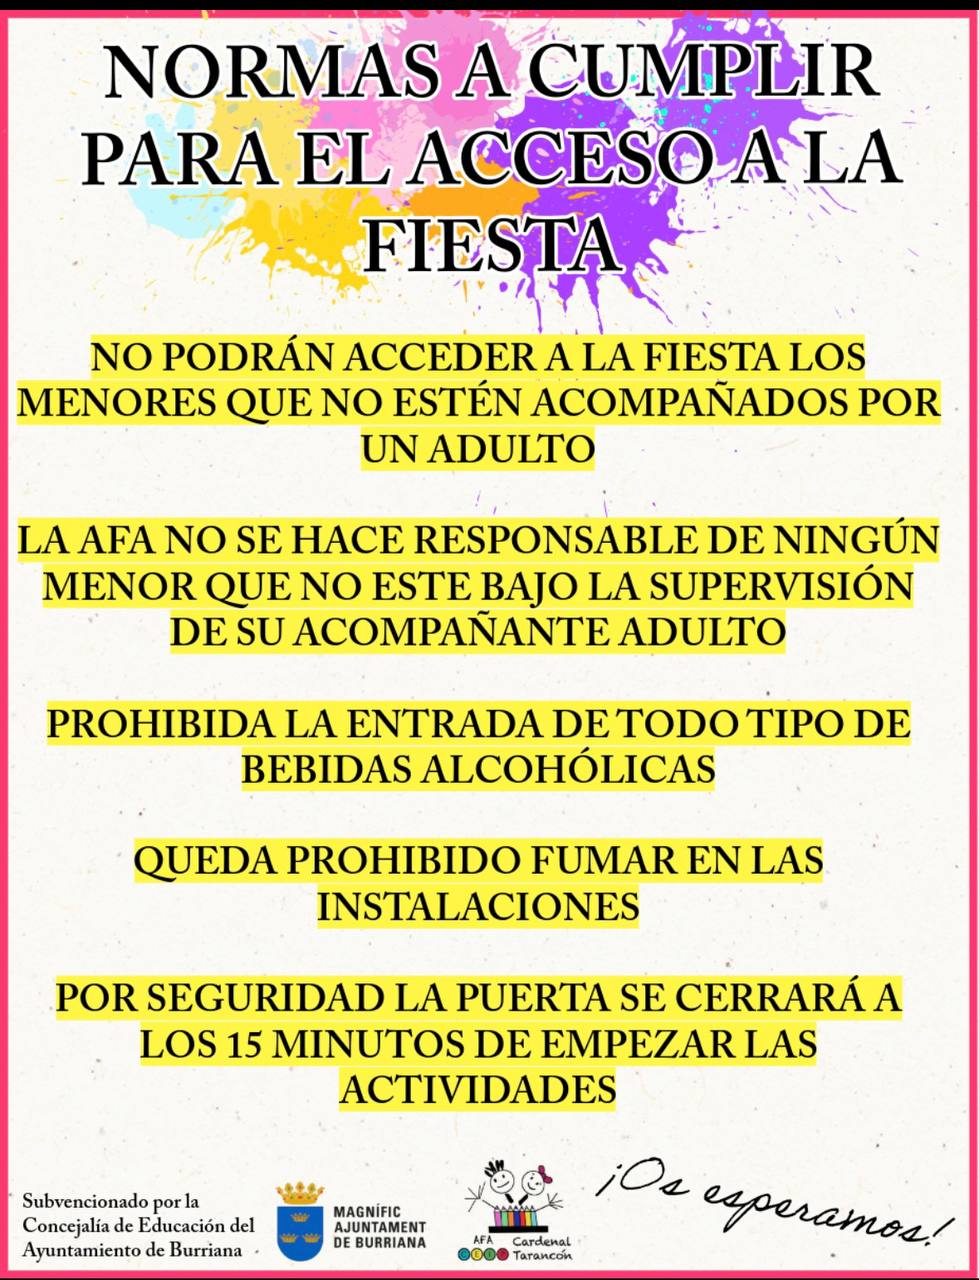 NORMAS A CUMPLIR
PARA EL ACCESO A LA
FIESTA
NO PODRÁN ACCEDER A LA FIESTA LOS
MENORES QUE NO ESTÉN ACOMPAÑADOS POR
UN ADULTO
LA AFA NO SE HACE RESPONSABLE DE NINGÚN
MENOR QUE NO ESTE BAJO LA SUPERVISIÓN
DE SU ACOMPAÑANTE ADULTO
PROHIBIDA LA ENTRADA DE TODO TIPO DE
BEBIDAS ALCOHÓLICAS
QUEDA PROHIBIDO FUMAR EN LAS
INSTALACIONES
POR SEGURIDAD LA PUERTA SE CERRARÁ A
LOS 15 MINUTOS DE EMPEZAR LAS
ACTIVIDADES
Subvencionado por la
Concejalía de Educación del
Ayuntamiento de Burriana
MAGNÍFIC
AJUNTAMENT
DE BURRIANA
AFA
CEIP
Cardenal
Tarancón
¡Os esperamos!